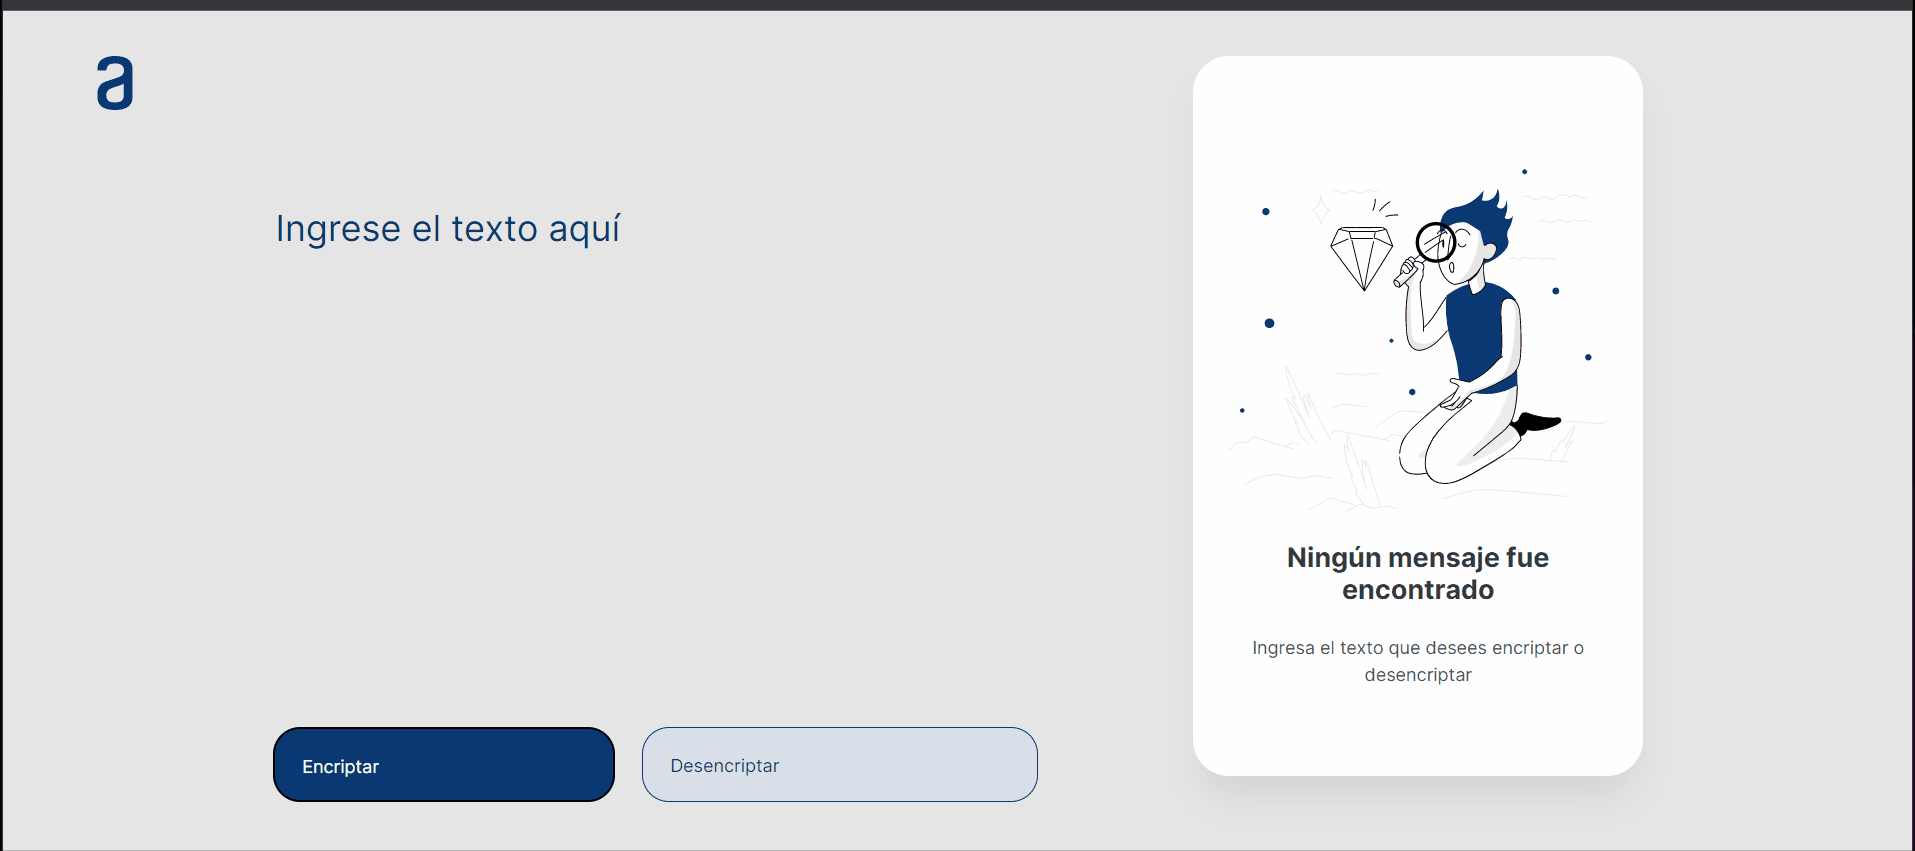 a
Ingrese el texto aquí
Encriptar
Desencriptar
Ningún mensaje fue
encontrado
Ingresa el texto que desees encriptar o
desencriptar